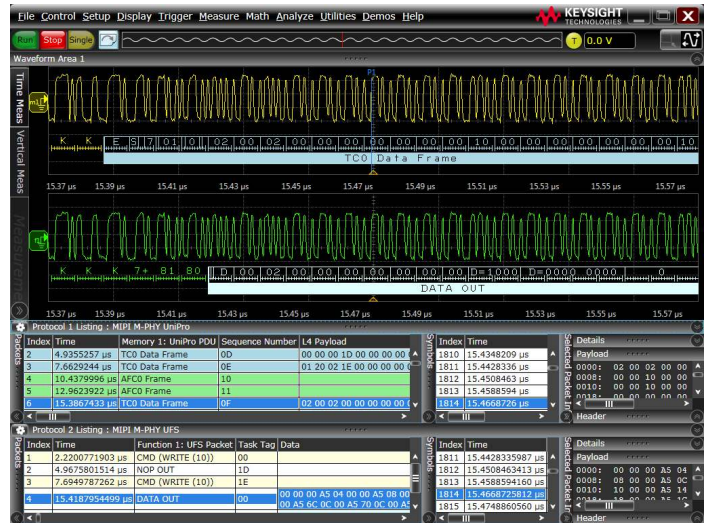 File Control Setup Display Trigger Measure Math Analyze Utilities Demos Help
KEYSIGHT
TECHNOLOGIES
Run Stop Single T 0.0 V
Waveform Area 1
Time Meas
Vertical Meas
Measurements
P1
m1
K K E S 7 01 01 02 00 02 00 00 00 00 00 00 00 10 00 00 00 00 00 00 10
TC0 Data Frame
15.37 µs 15.39 µs 15.41 µs 15.43 µs 15.45 µs 15.47 µs 15.49 µs 15.51 µs 15.53 µs 15.55 µs 15.57 µs
K K K 7+ 81 80 D 00 02 00 02 00 00 00 00 00 D=1000 D=0000 0000 0
DATA OUT
15.37 µs 15.39 µs 15.41 µs 15.43 µs 15.45 µs 15.47 µs 15.49 µs 15.51 µs 15.53 µs 15.55 µs 15.57 µs
Protocol 1 Listing : MIPI M-PHY UniPro
Packets
Index Time Memory 1: UniPro PDU Sequence Number L4 Payload
2 4.9355257 µs TC0 Data Frame 0D 00 00 00 1D 00 00 00 00
3 7.6629244 µs TC0 Data Frame 0E 01 20 02 1E 00 00 00 00
4 10.4379996 µs AFC0 Frame 10
5 12.9623922 µs AFC0 Frame 11
6 15.3867433 µs TC0 Data Frame 0F 02 00 02 00 00 00 00
Symbols
Index Time
1810 15.4348209 µs
1811 15.4428336 µs
1812 15.4508463 µs
1813 15.4588594 µs
1814 15.4668726 µs
Selected Packet In
Details
Payload
0000: 02 00 02 00 00
0008: 00 00 10 00 00
0010: 00 00 10 00 00
Header
Protocol 2 Listing : MIPI M-PHY UFS
Packets
Index Time Function 1: UFS Packet Task Tag Data
1 2.2200771903 µs CMD (WRITE (10)) 00
2 4.9675801514 µs NOP OUT 1D
3 7.6949787262 µs CMD (WRITE (10)) 1E
4 15.4187954499 µs DATA OUT 00 00 00 00 A5 04 00 00 A5 08 00
00 A5 6C 0C 00 A5 70 0C 00 A5
Symbols
Index Time
1811 15.4428335987 µs
1812 15.4508463413 µs
1813 15.4588594160 µs
1814 15.4668725812 µs
1815 15.4748860560 µs
Selected Packet In
Details
Payload
0000: 00 00 00 A5 04
0008: 08 00 00 A5 0C
0010: 10 00 00 A5 14
Header